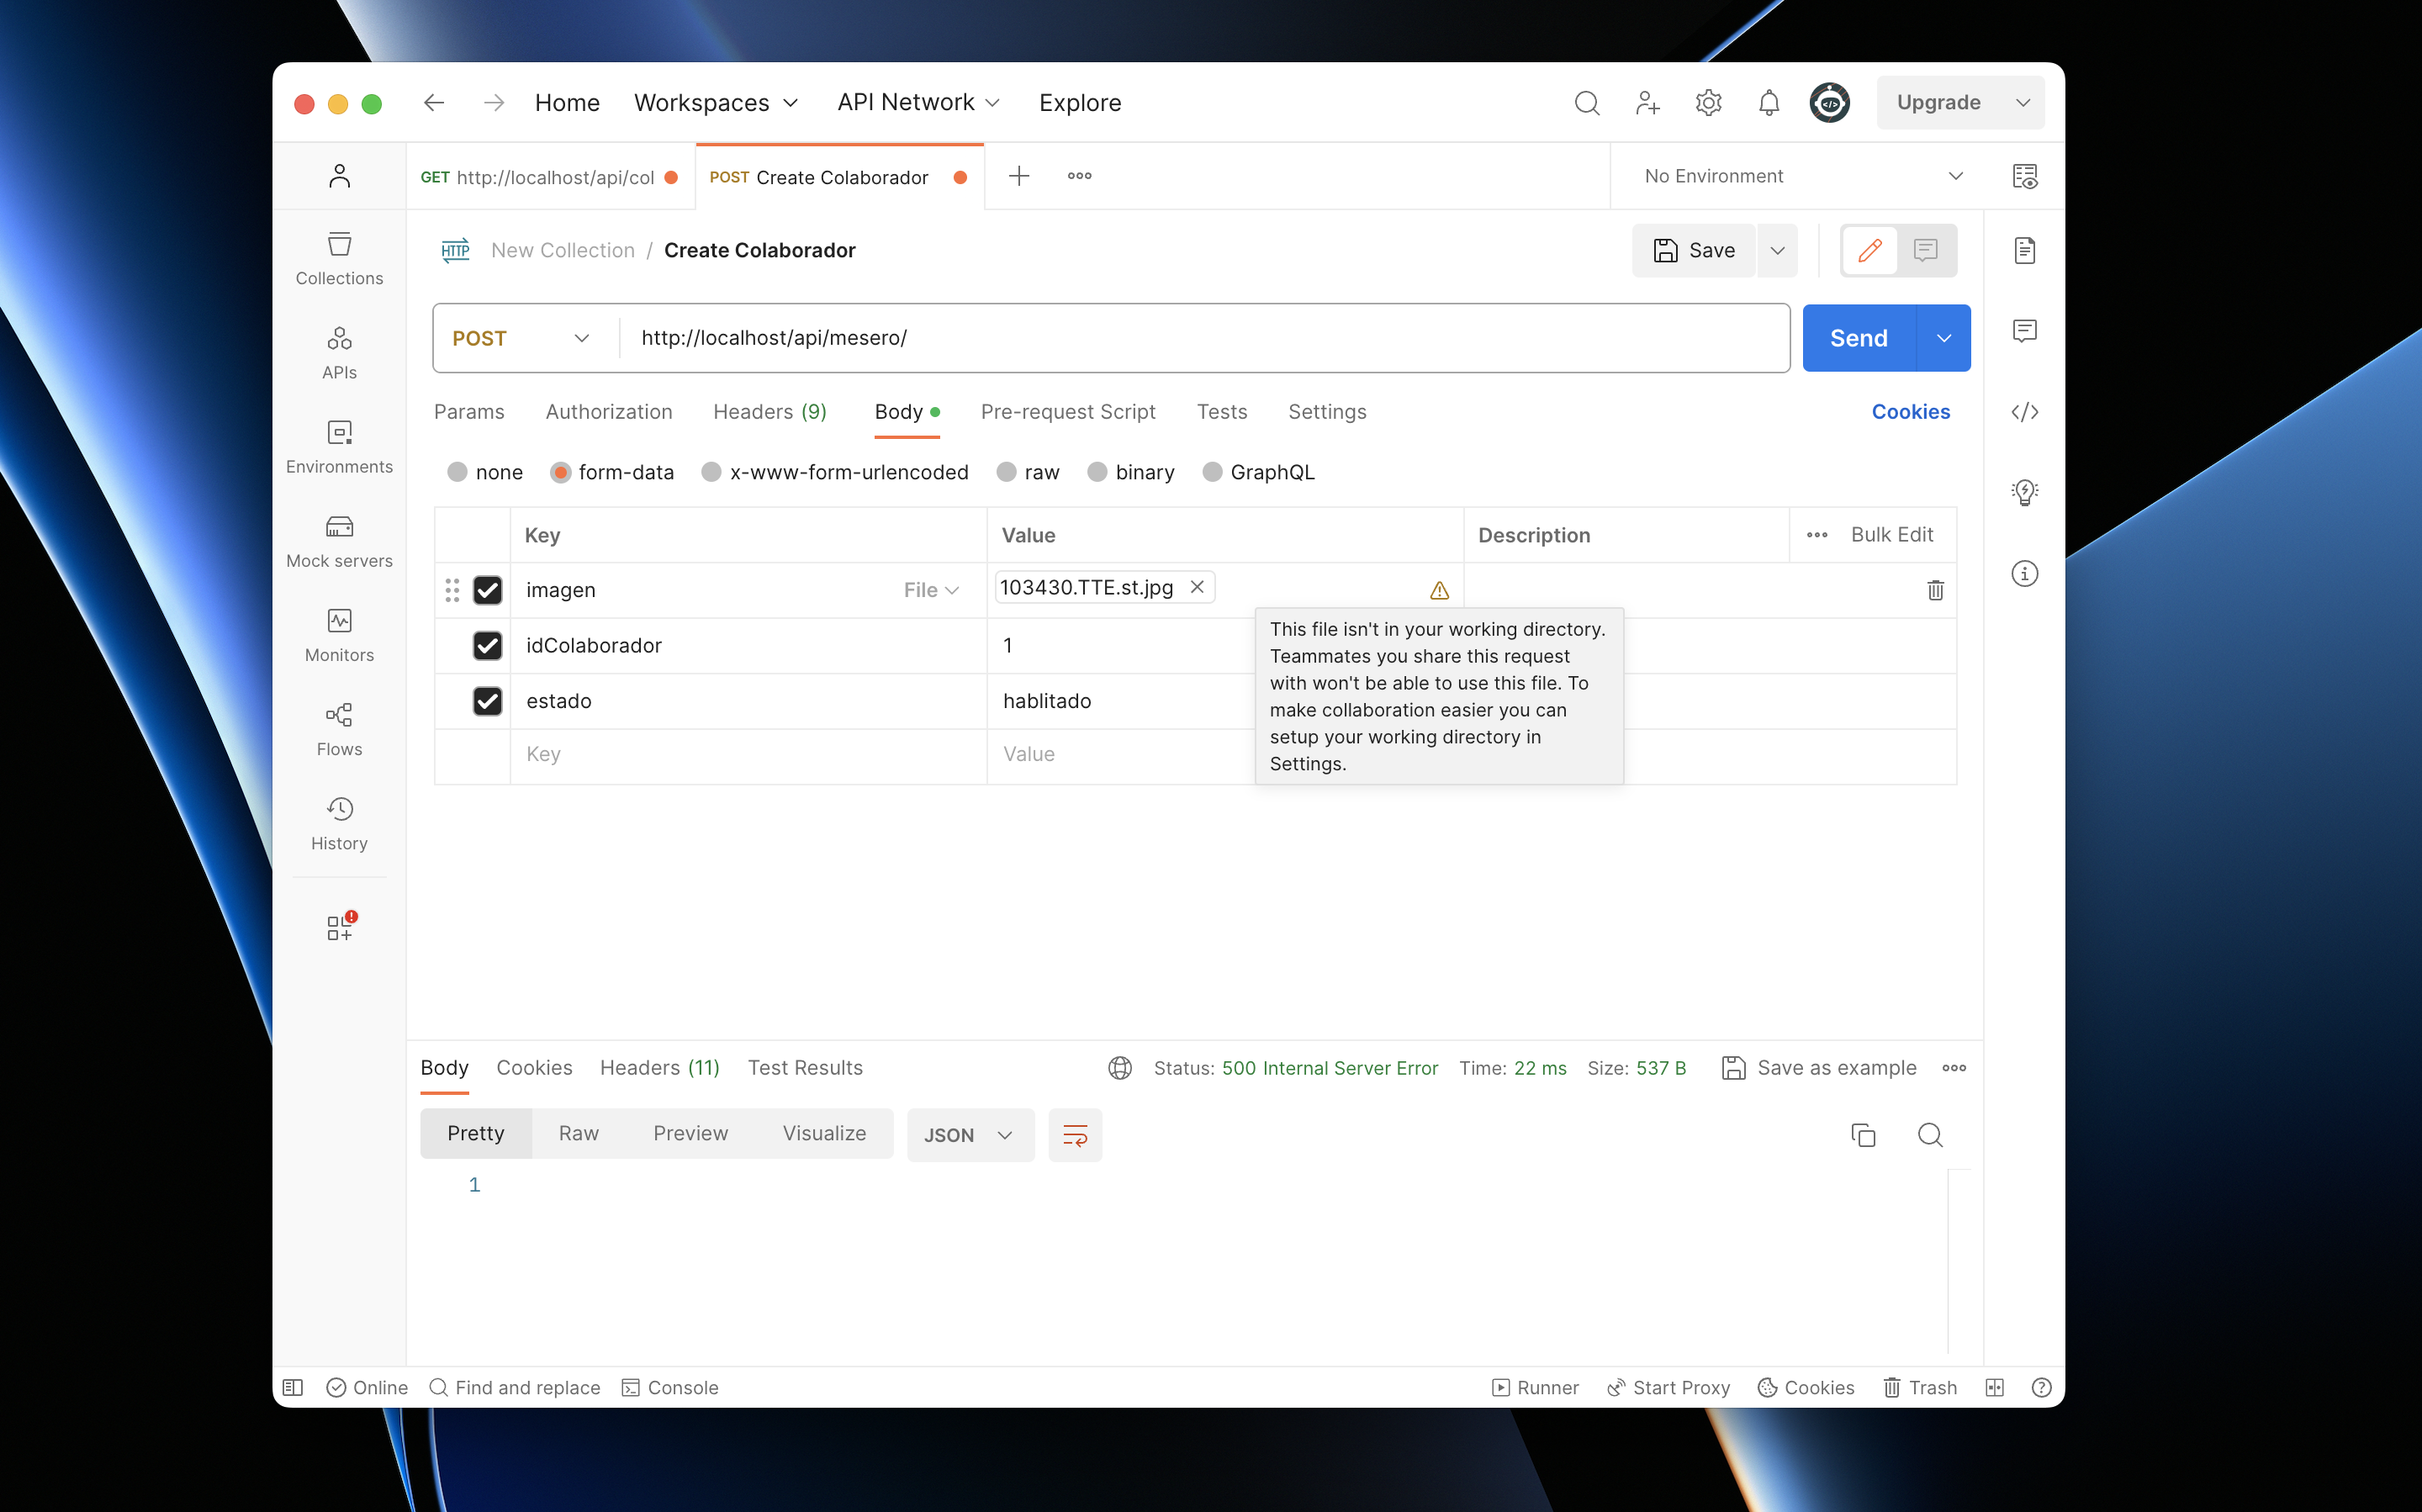 Home
Workspaces
API Network
Explore
Upgrade
GET http://localhost/api/col
POST Create Colaborador
No Environment
Collections
APIs
Environments
Mock servers
Monitors
Flows
History
HTTP
New Collection / Create Colaborador
Save
POST
http://localhost/api/mesero/
Send
Params
Authorization
Headers (9)
Body
Pre-request Script
Tests
Settings
Cookies
none
form-data
x-www-form-urlencoded
raw
binary
GraphQL
Key
Value
Description
Bulk Edit
imagen
File
103430.TTE.st.jpg
idColaborador
1
estado
hablitado
Key
Value
This file isn't in your working directory.
Teammates you share this request
with won't be able to use this file. To
make collaboration easier you can
setup your working directory in
Settings.
Body
Cookies
Headers (11)
Test Results
Status: 500 Internal Server Error
Time: 22 ms
Size: 537 B
Save as example
Pretty
Raw
Preview
Visualize
JSON
1
Online
Find and replace
Console
Runner
Start Proxy
Cookies
Trash